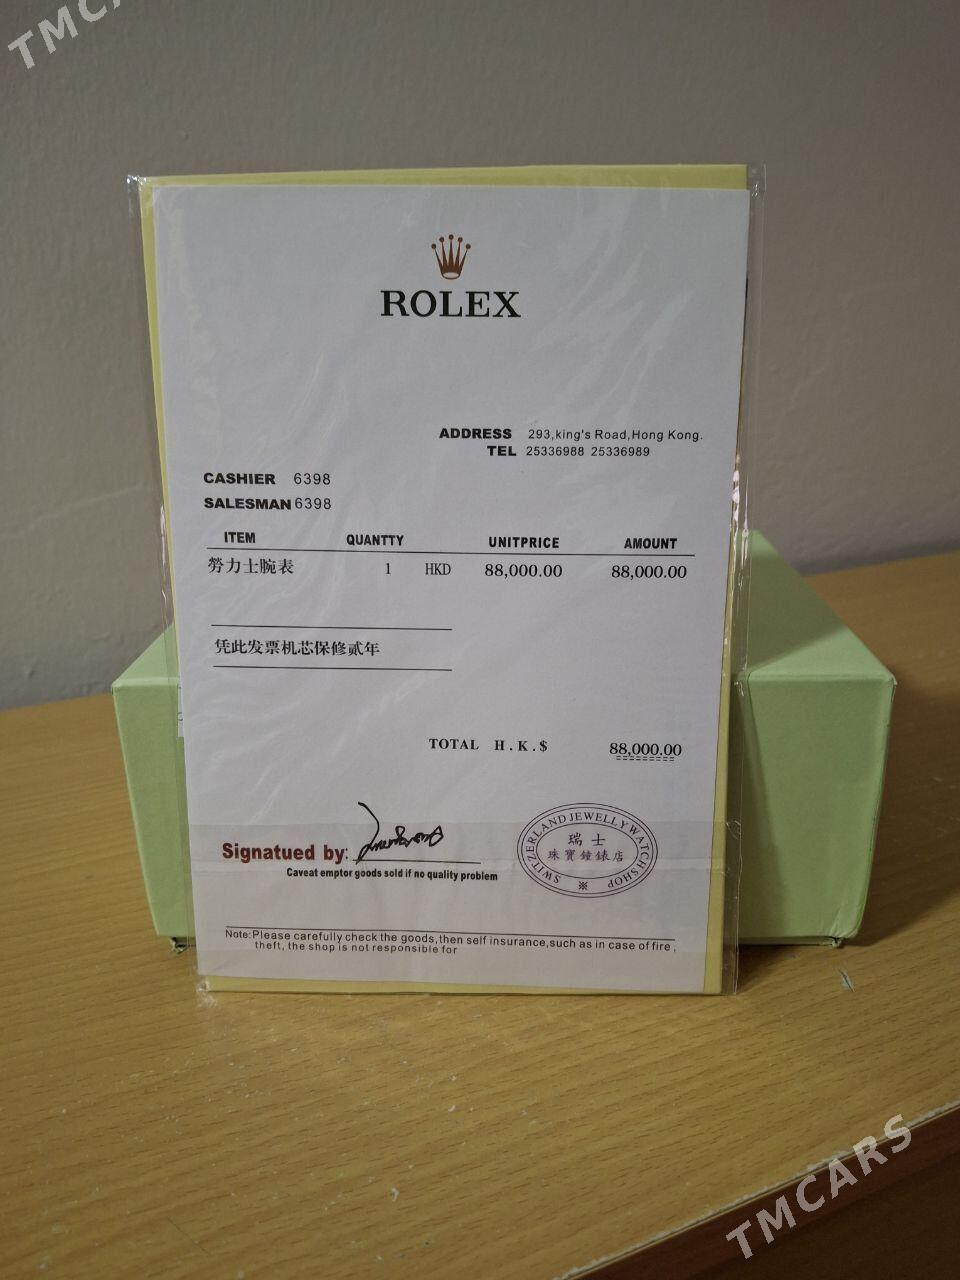 TMCARS
ROLEX
ADDRESS 293,king's Road,Hong Kong.
TEL 25336988 25336989
CASHIER 6398
SALESMAN 6398
ITEM QUANTTY UNITPRICE AMOUNT
勞力士腕表 1 HKD 88,000.00 88,000.00
凭此发票机芯保修贰年
TOTAL H.K.$ 88,000.00
Signatued by:
Caveat emptor goods sold if no quality problem
SWITZERLAND JEWELLY WATCH SHOP
瑞士
珠寶鐘錶店
Note:Please carefully check the goods,then self insurance,such as in case of fire,
theft, the shop is not responsible for
TMCARS